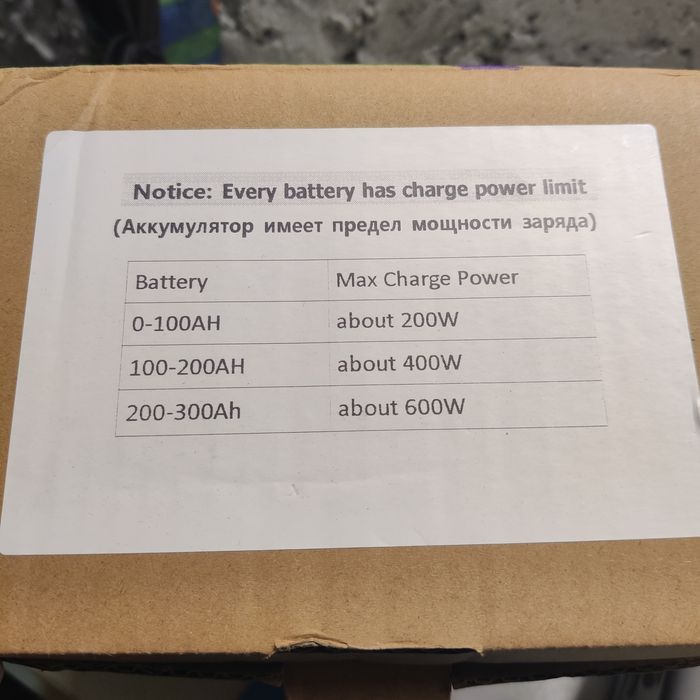 Notice: Every battery has charge power limit
(Аккумулятор имеет предел мощности заряда)
Battery Max Charge Power
0-100AH about 200W
100-200AH about 400W
200-300Ah about 600W